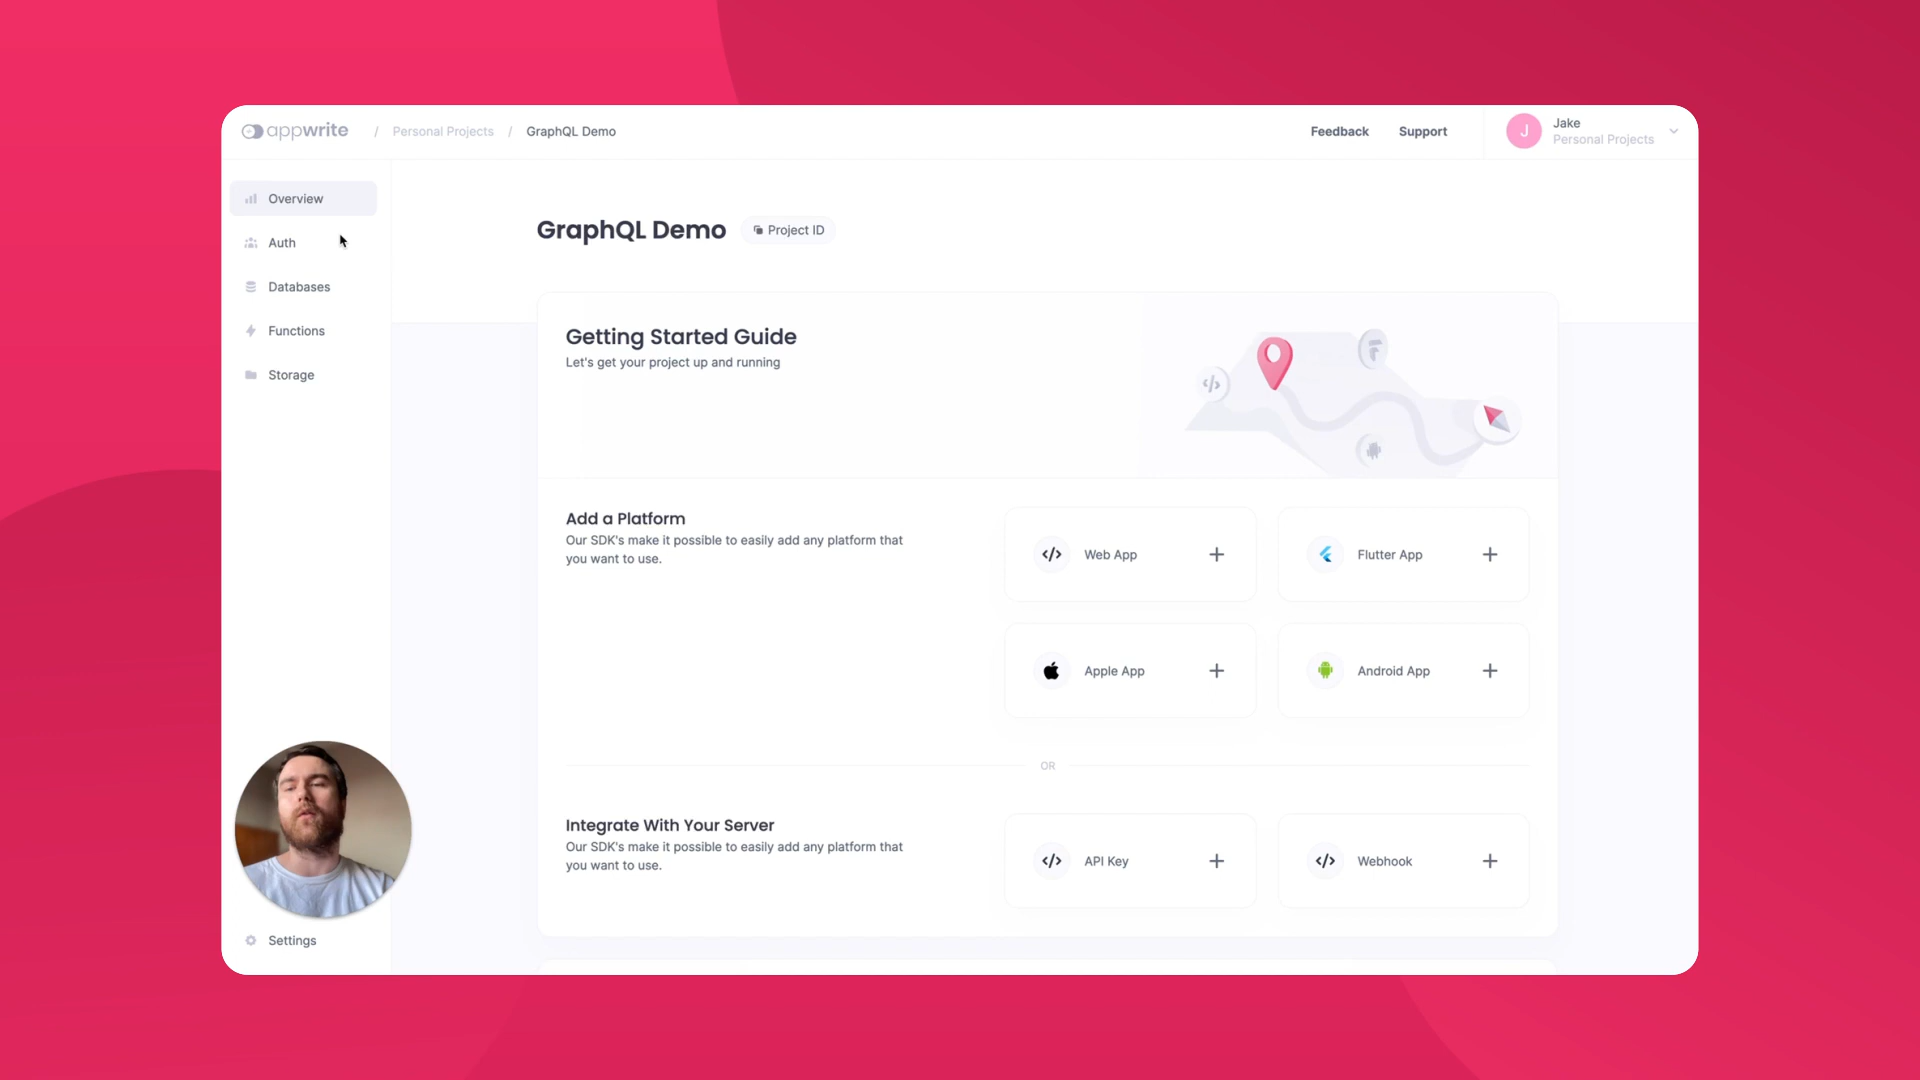 appwrite / Personal Projects / GraphQL Demo
Feedback Support
J Jake
Personal Projects
Overview
Auth
Databases
Functions
Storage
Settings
GraphQL Demo Project ID
Getting Started Guide
Let's get your project up and running
Add a Platform
Our SDK's make it possible to easily add any platform that
you want to use.
</> Web App +
Flutter App +
Apple App +
Android App +
OR
Integrate With Your Server
Our SDK's make it possible to easily add any platform that
you want to use.
</> API Key +
</> Webhook +